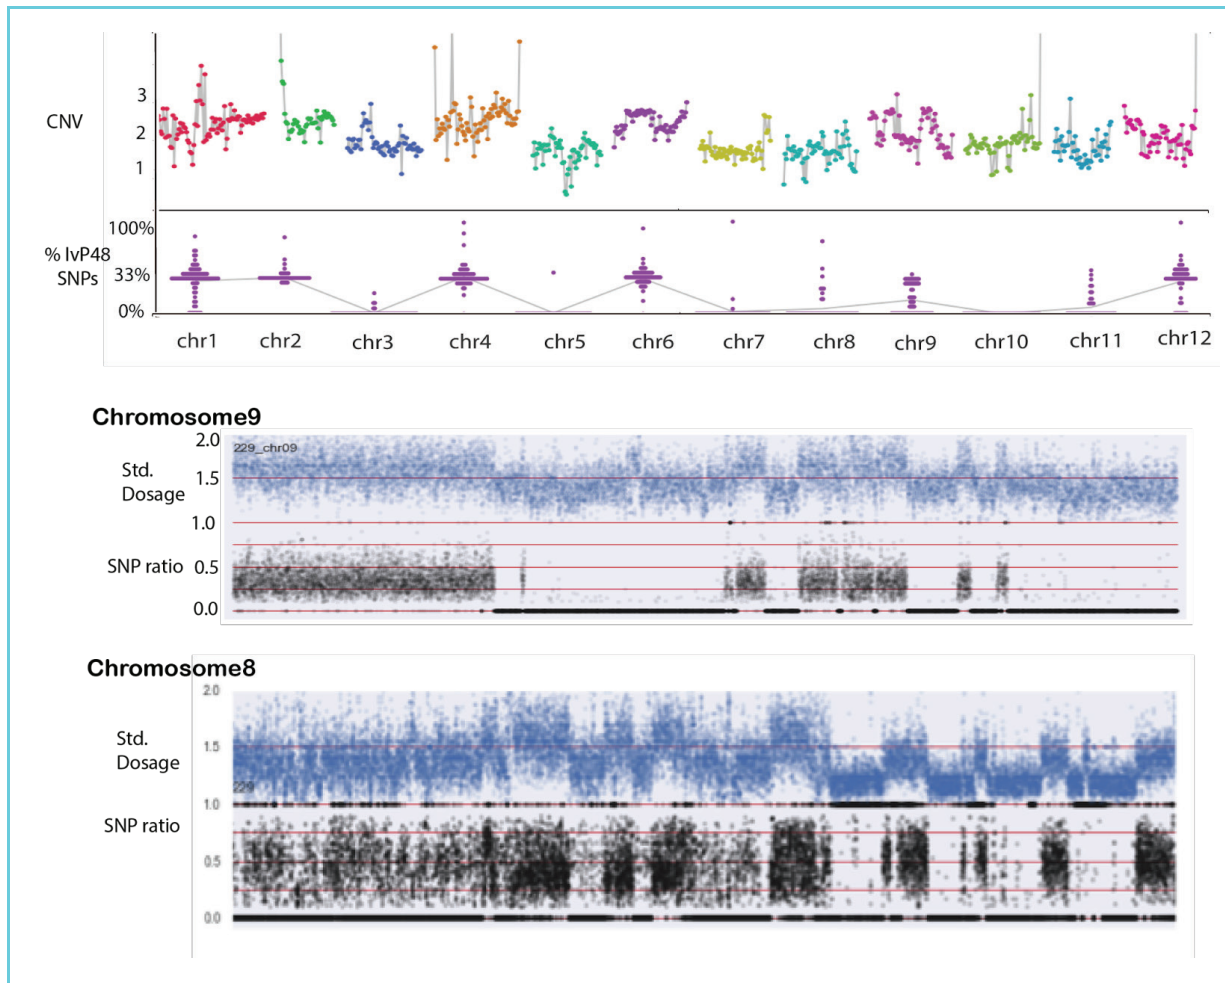 3
CNV
2
1
100%
% IvP48
33%
SNPs
0%
chr1 chr2 chr3 chr4 chr5 chr6 chr7 chr8 chr9 chr10 chr11 chr12
Chromosome9
2.0
229_chr09
Std.
1.5
Dosage
1.0
SNP ratio 0.5
0.0
Chromosome8
2.0
Std.
1.5
Dosage
229
1.0
SNP ratio
0.5
0.0